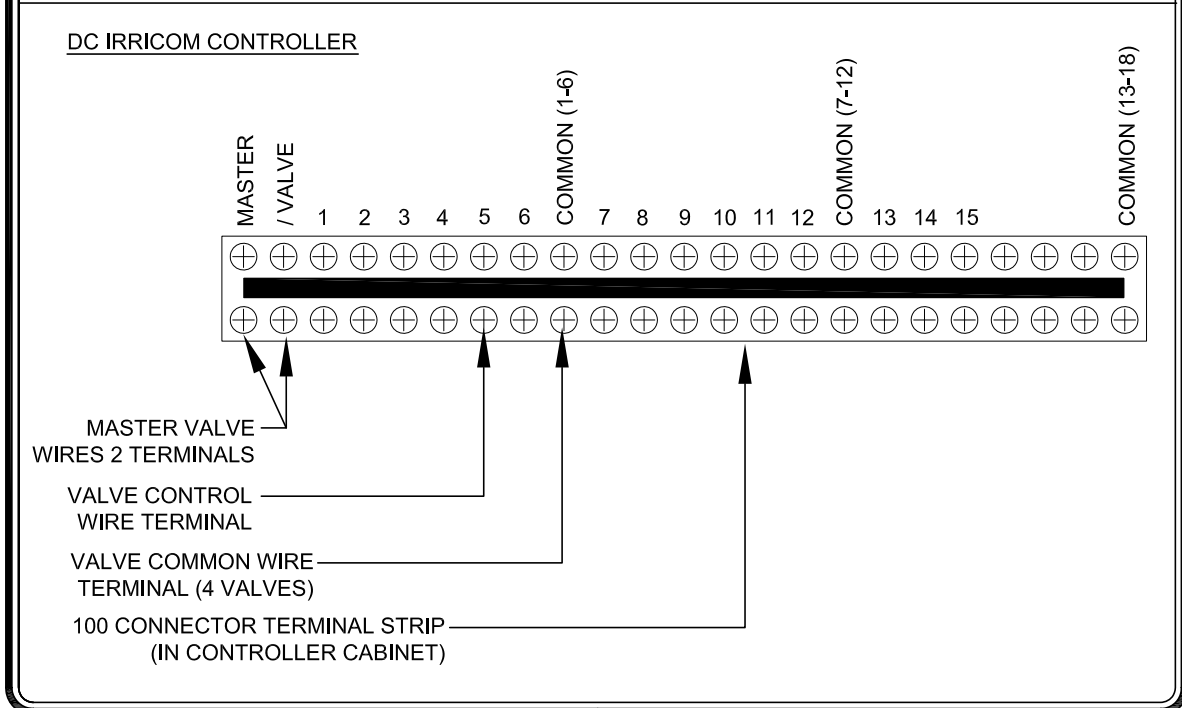 DC IRRICOM CONTROLLER
MASTER
/ VALVE
1 2 3 4 5 6
COMMON (1-6)
7 8 9 10 11 12
COMMON (7-12)
13 14 15
COMMON (13-18)
MASTER VALVE
WIRES 2 TERMINALS
VALVE CONTROL
WIRE TERMINAL
VALVE COMMON WIRE
TERMINAL (4 VALVES)
100 CONNECTOR TERMINAL STRIP
(IN CONTROLLER CABINET)